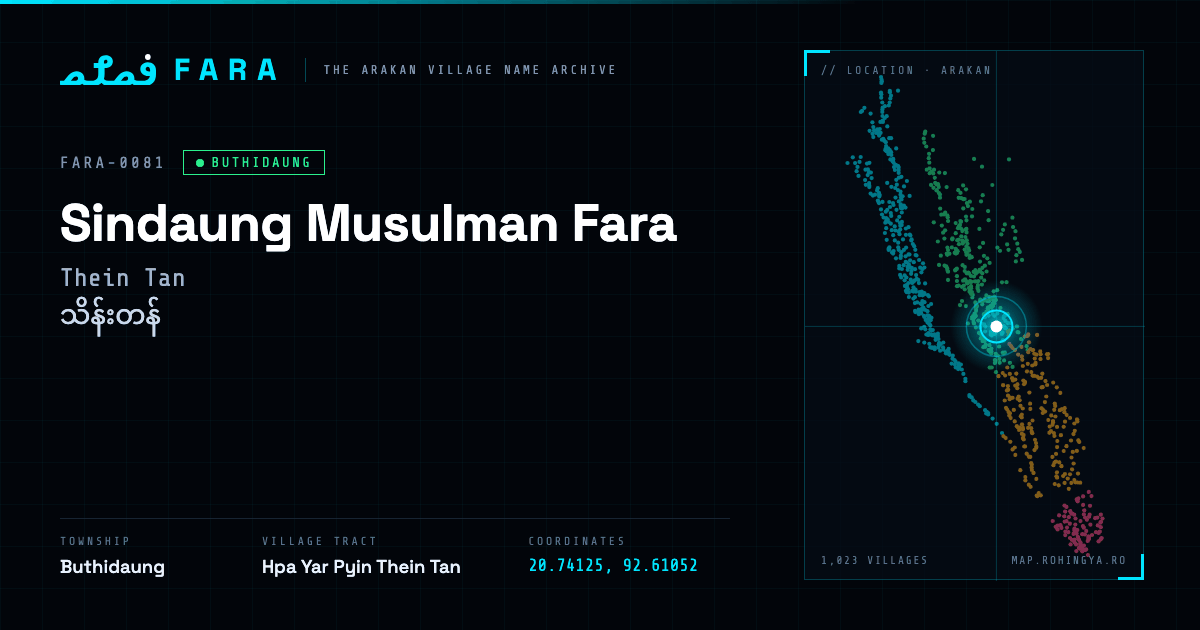 FARA THE ARAKAN VILLAGE NAME ARCHIVE
FARA-0081 BUTHIDAUNG
Sindaung Musulman Fara
Thein Tan
သိန်းတန်
TOWNSHIP VILLAGE TRACT COORDINATES
Buthidaung Hpa Yar Pyin Thein Tan 20.74125, 92.61052
// LOCATION - ARAKAN
1,023 VILLAGES MAP.ROHINGYA.RO